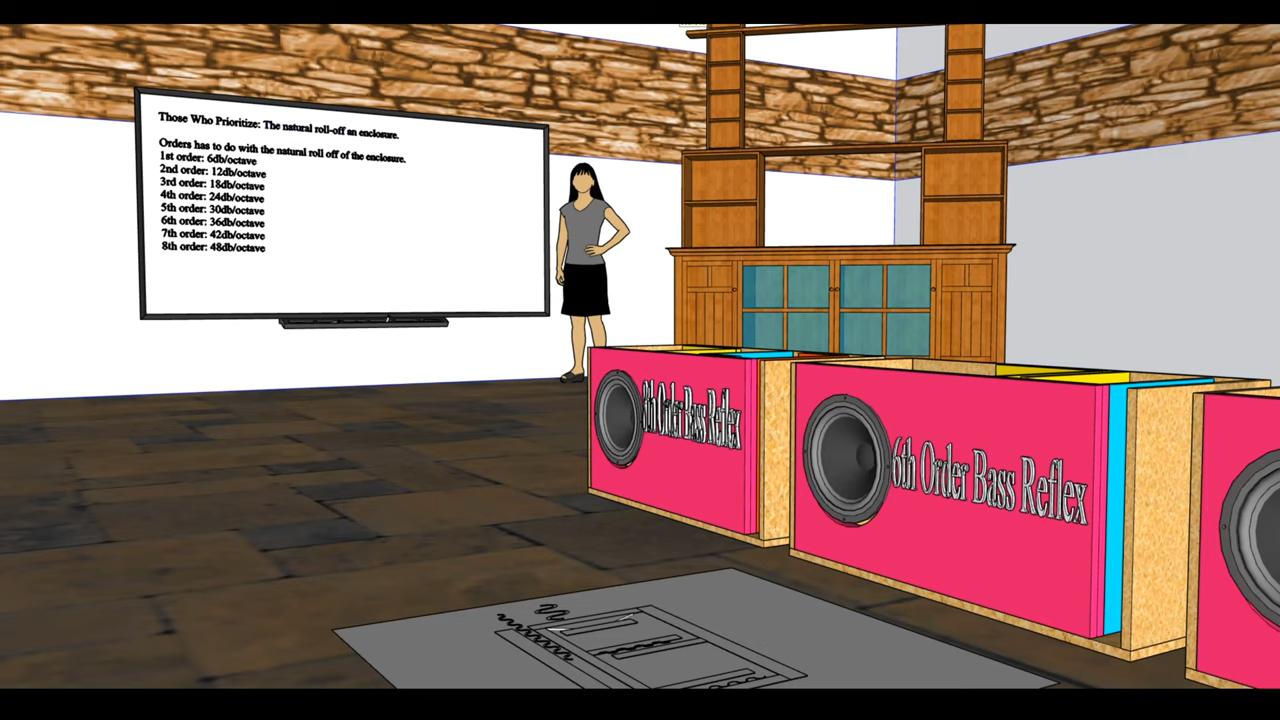 Those Who Prioritize: The natural roll-off an enclosure.
Orders has to do with the natural roll off of the enclosure.
1st order: 6db/octave
2nd order: 12db/octave
3rd order: 18db/octave
4th order: 24db/octave
5th order: 30db/octave
6th order: 36db/octave
7th order: 42db/octave
8th order: 48db/octave
8th Order Bass Reflex
6th Order Bass Reflex